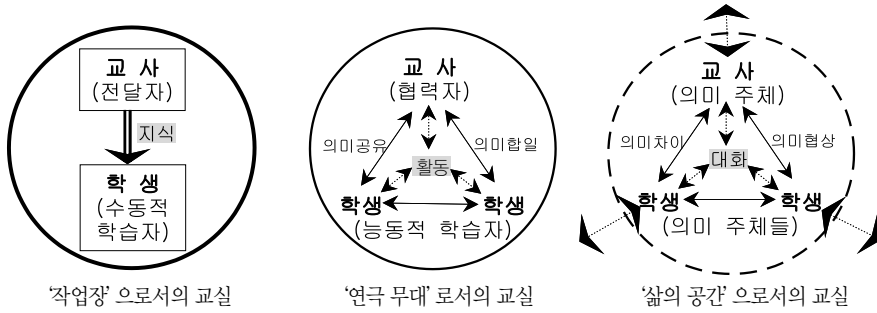 교 사
(전달자)
지식
학 생
(수동적
학습자)
‘작업장’ 으로서의 교실
교 사
(협력자)
의미공유
의미합일
활동
학생
학생
(능동적 학습자)
‘연극 무대’ 로서의 교실
교 사
(의미 주체)
의미차이
의미협상
대화
학생
학생
(의미 주체들)
‘삶의 공간’ 으로서의 교실